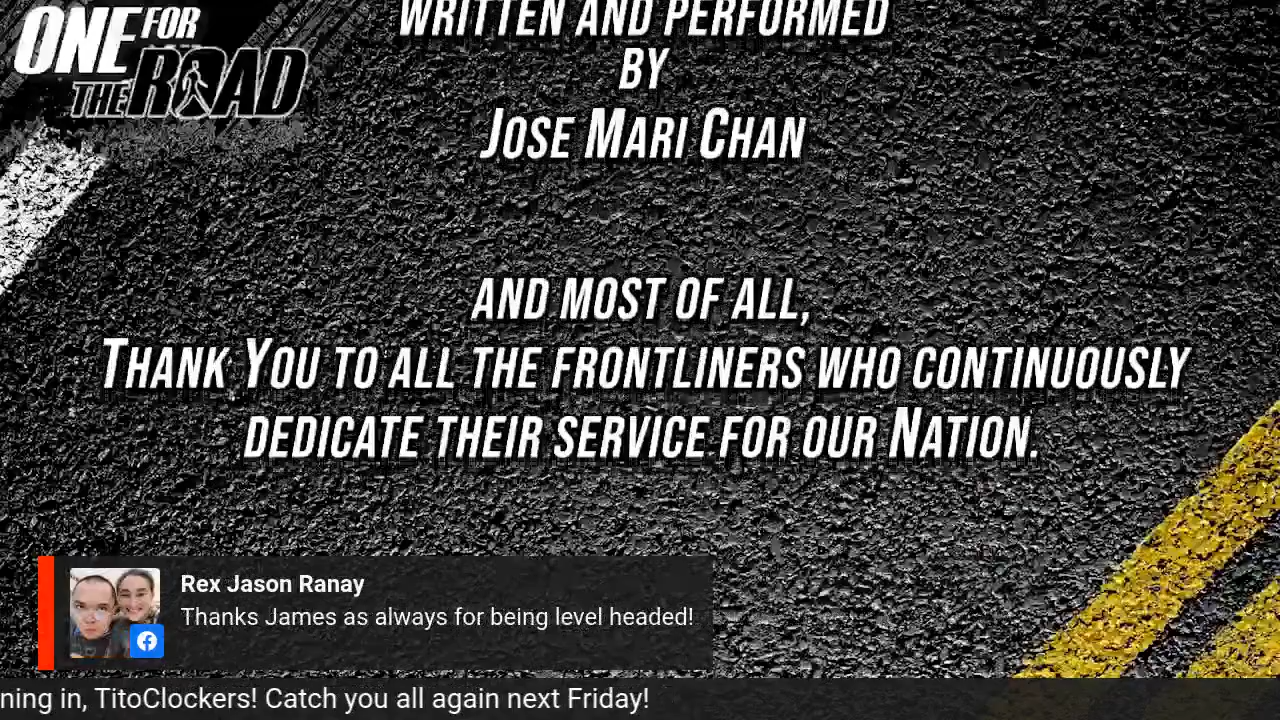 ONE FOR
THE ROAD
WRITTEN AND PERFORMED
BY
JOSE MARI CHAN
AND MOST OF ALL,
THANK YOU TO ALL THE FRONTLINERS WHO CONTINUOUSLY
DEDICATE THEIR SERVICE FOR OUR NATION.
Rex Jason Ranay
Thanks James as always for being level headed!
ning in, TitoClockers! Catch you all again next Friday!